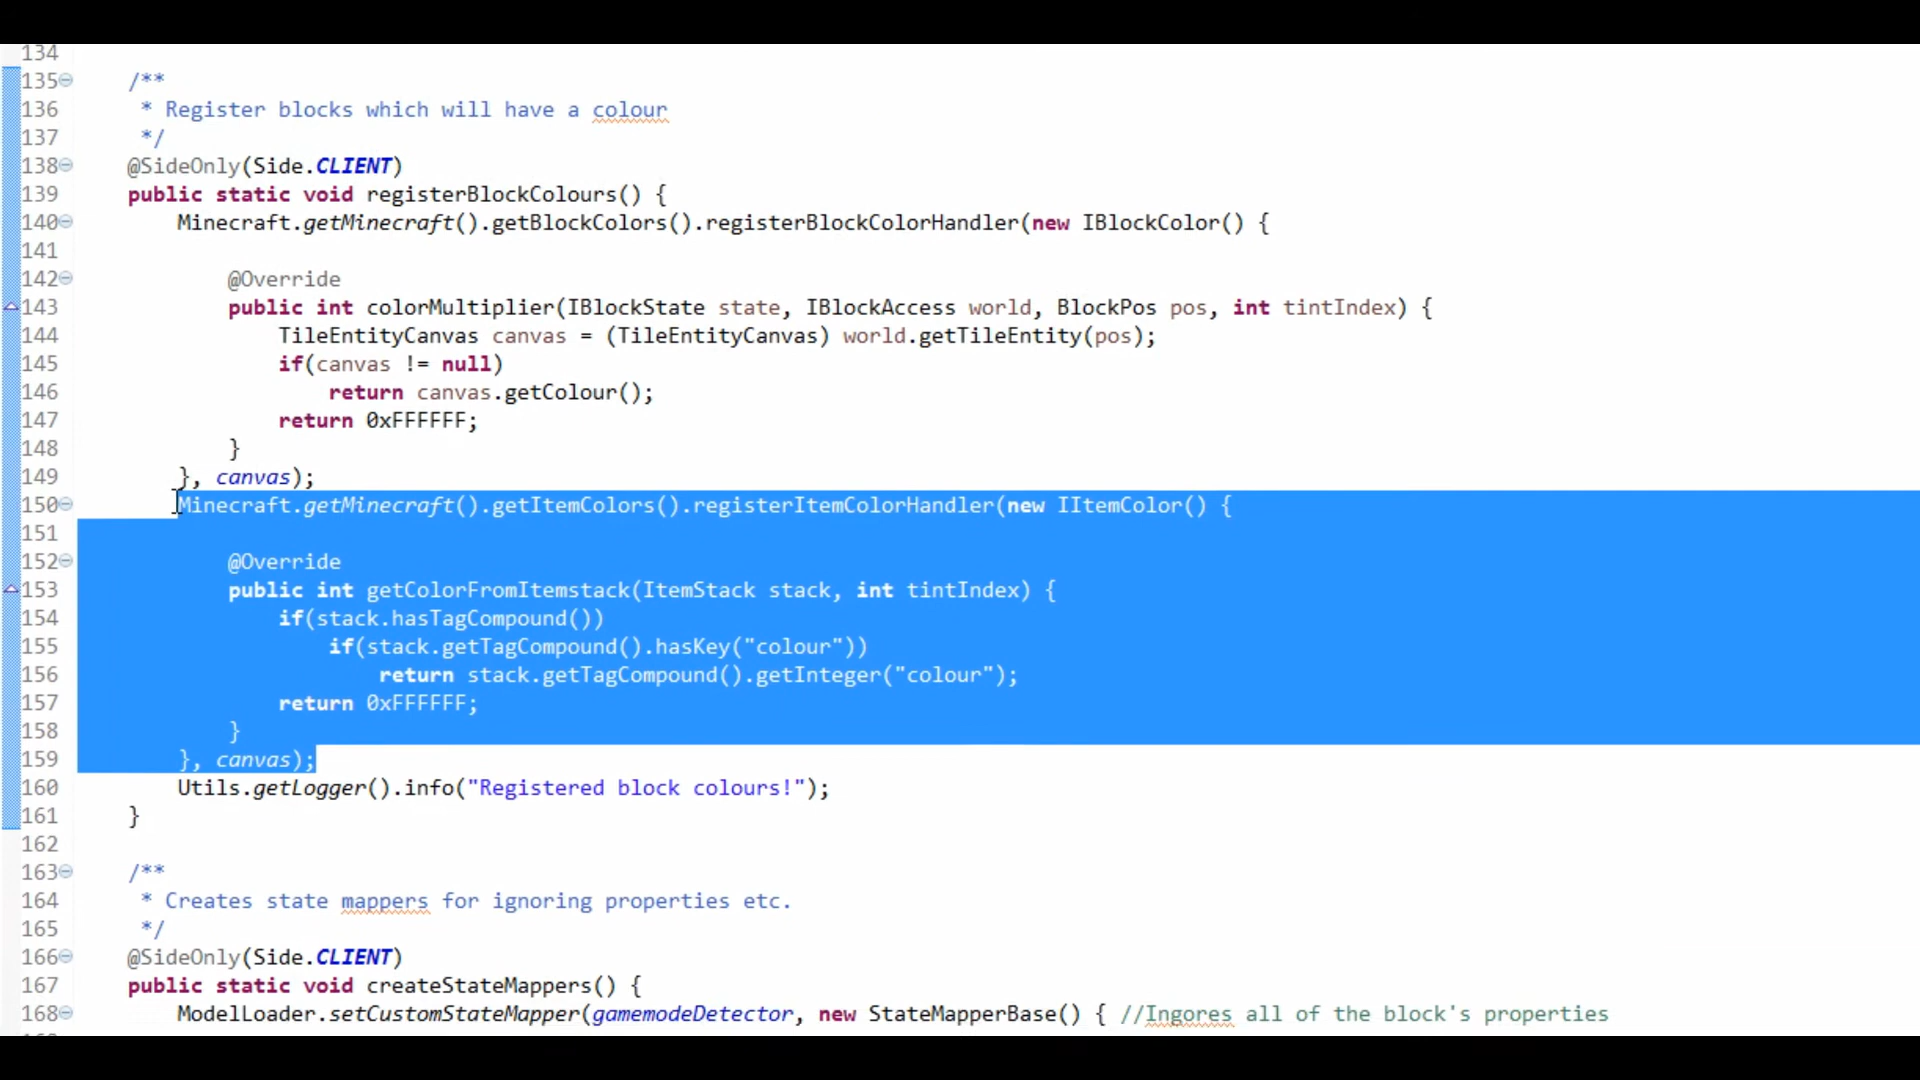 134
135 /**
136 * Register blocks which will have a colour
137 */
138 @SideOnly(Side.CLIENT)
139 public static void registerBlockColours() {
140 Minecraft.getMinecraft().getBlockColors().registerBlockColorHandler(new IBlockColor() {
141
142 @Override
143 public int colorMultiplier(IBlockState state, IBlockAccess world, BlockPos pos, int tintIndex) {
144 TileEntityCanvas canvas = (TileEntityCanvas) world.getTileEntity(pos);
145 if(canvas != null)
146 return canvas.getColour();
147 return 0xFFFFFF;
148 }
149 }, canvas);
150 Minecraft.getMinecraft().getItemColors().registerItemColorHandler(new IItemColor() {
151
152 @Override
153 public int getColorFromItemstack(ItemStack stack, int tintIndex) {
154 if(stack.hasTagCompound())
155 if(stack.getTagCompound().hasKey("colour"))
156 return stack.getTagCompound().getInteger("colour");
157 return 0xFFFFFF;
158 }
159 }, canvas);
160 Utils.getLogger().info("Registered block colours!");
161 }
162
163 /**
164 * Creates state mappers for ignoring properties etc.
165 */
166 @SideOnly(Side.CLIENT)
167 public static void createStateMappers() {
168 ModelLoader.setCustomStateMapper(gamemodeDetector, new StateMapperBase() { //Ingores all of the block's properties